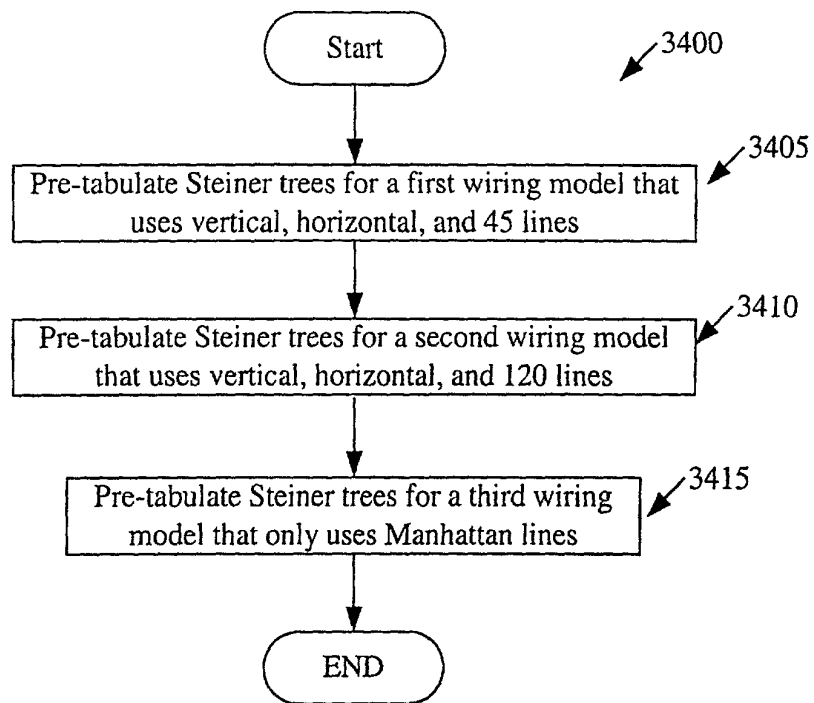 Start
3400
3405
Pre-tabulate Steiner trees for a first wiring model that
uses vertical, horizontal, and 45 lines
3410
Pre-tabulate Steiner trees for a second wiring model
that uses vertical, horizontal, and 120 lines
3415
Pre-tabulate Steiner trees for a third wiring
model that only uses Manhattan lines
END